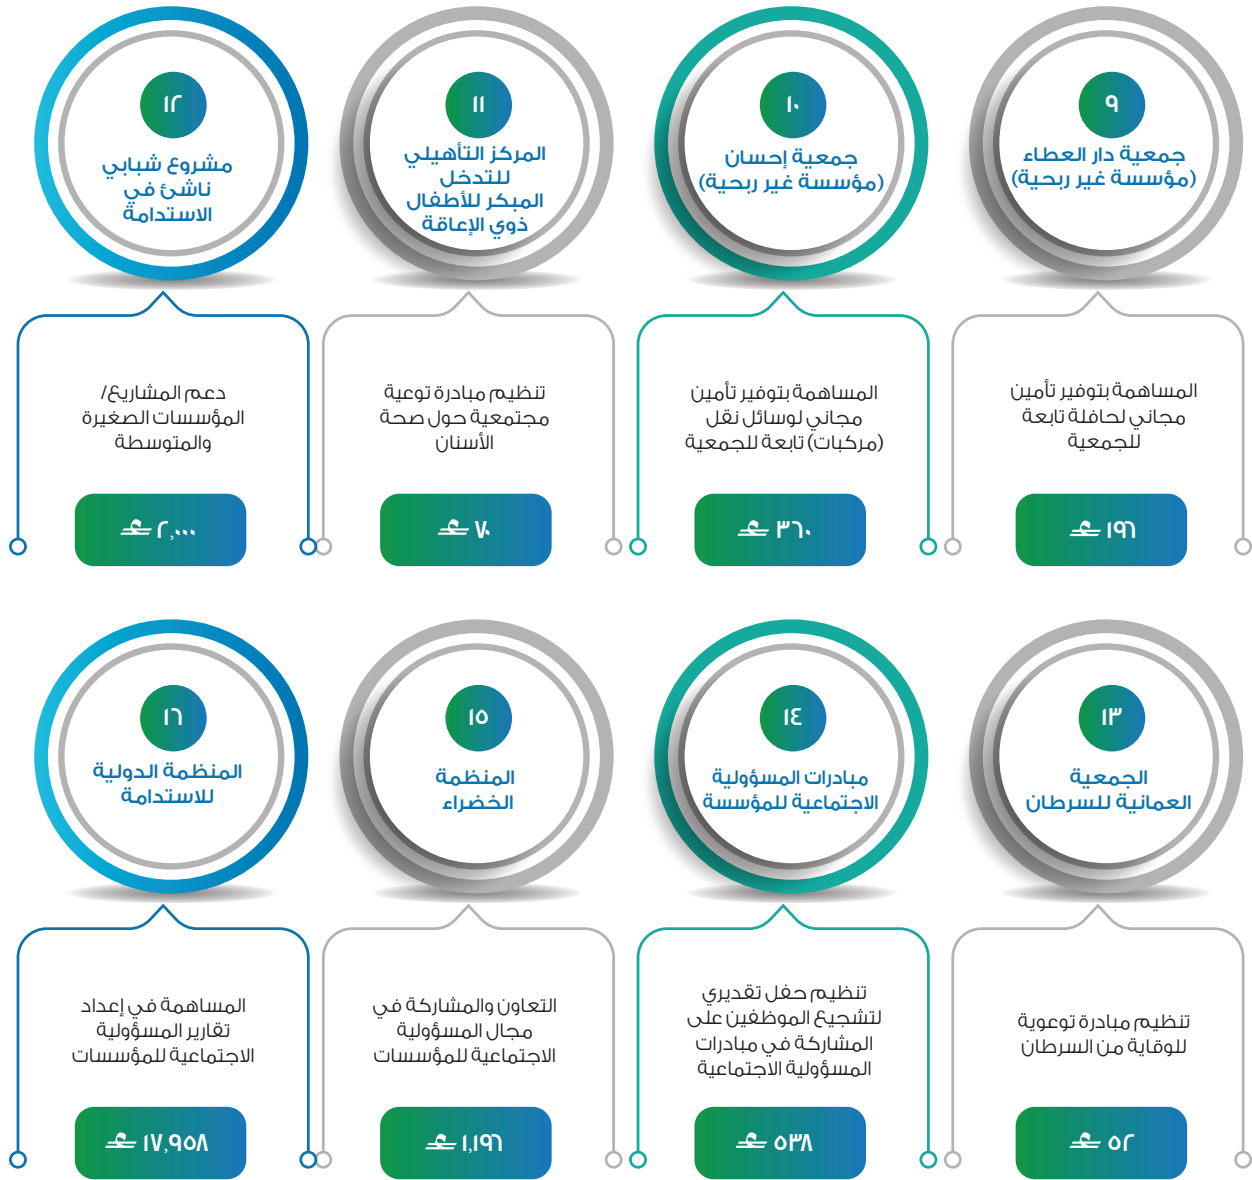 ٩
جمعية دار العطاء
(مؤسسة غير ربحية)
المساهمة بتوفير تأمين
مجاني لحافلة تابعة
للجمعية
١٩٦
١٠
جمعية إحسان
(مؤسسة غير ربحية)
المساهمة بتوفير تأمين
مجاني لوسائل نقل
(مركبات) تابعة للجمعية
٣٦٠
١١
المركز التأهيلي
للتدخل
المبكر للأطفال
ذوي الإعاقة
تنظيم مبادرة توعية
مجتمعية حول صحة
الأسنان
٧٠
١٢
مشروع شبابي
ناشئ في
الاستدامة
دعم المشاريع/
المؤسسات الصغيرة
والمتوسطة
٢,٠٠٠
١٣
الجمعية
العمانية للسرطان
تنظيم مبادرة توعوية
للوقاية من السرطان
٥٢
١٤
مبادرات المسؤولية
الاجتماعية للمؤسسة
تنظيم حفل تقديري
لتشجيع الموظفين على
المشاركة في مبادرات
المسؤولية الاجتماعية
٥٣٨
١٥
المنظمة
الخضراء
التعاون والمشاركة في
مجال المسؤولية
الاجتماعية للمؤسسات
١,١٩٦
١٦
المنظمة الدولية
للاستدامة
المساهمة في إعداد
تقارير المسؤولية
الاجتماعية للمؤسسات
١٧,٩٥٨